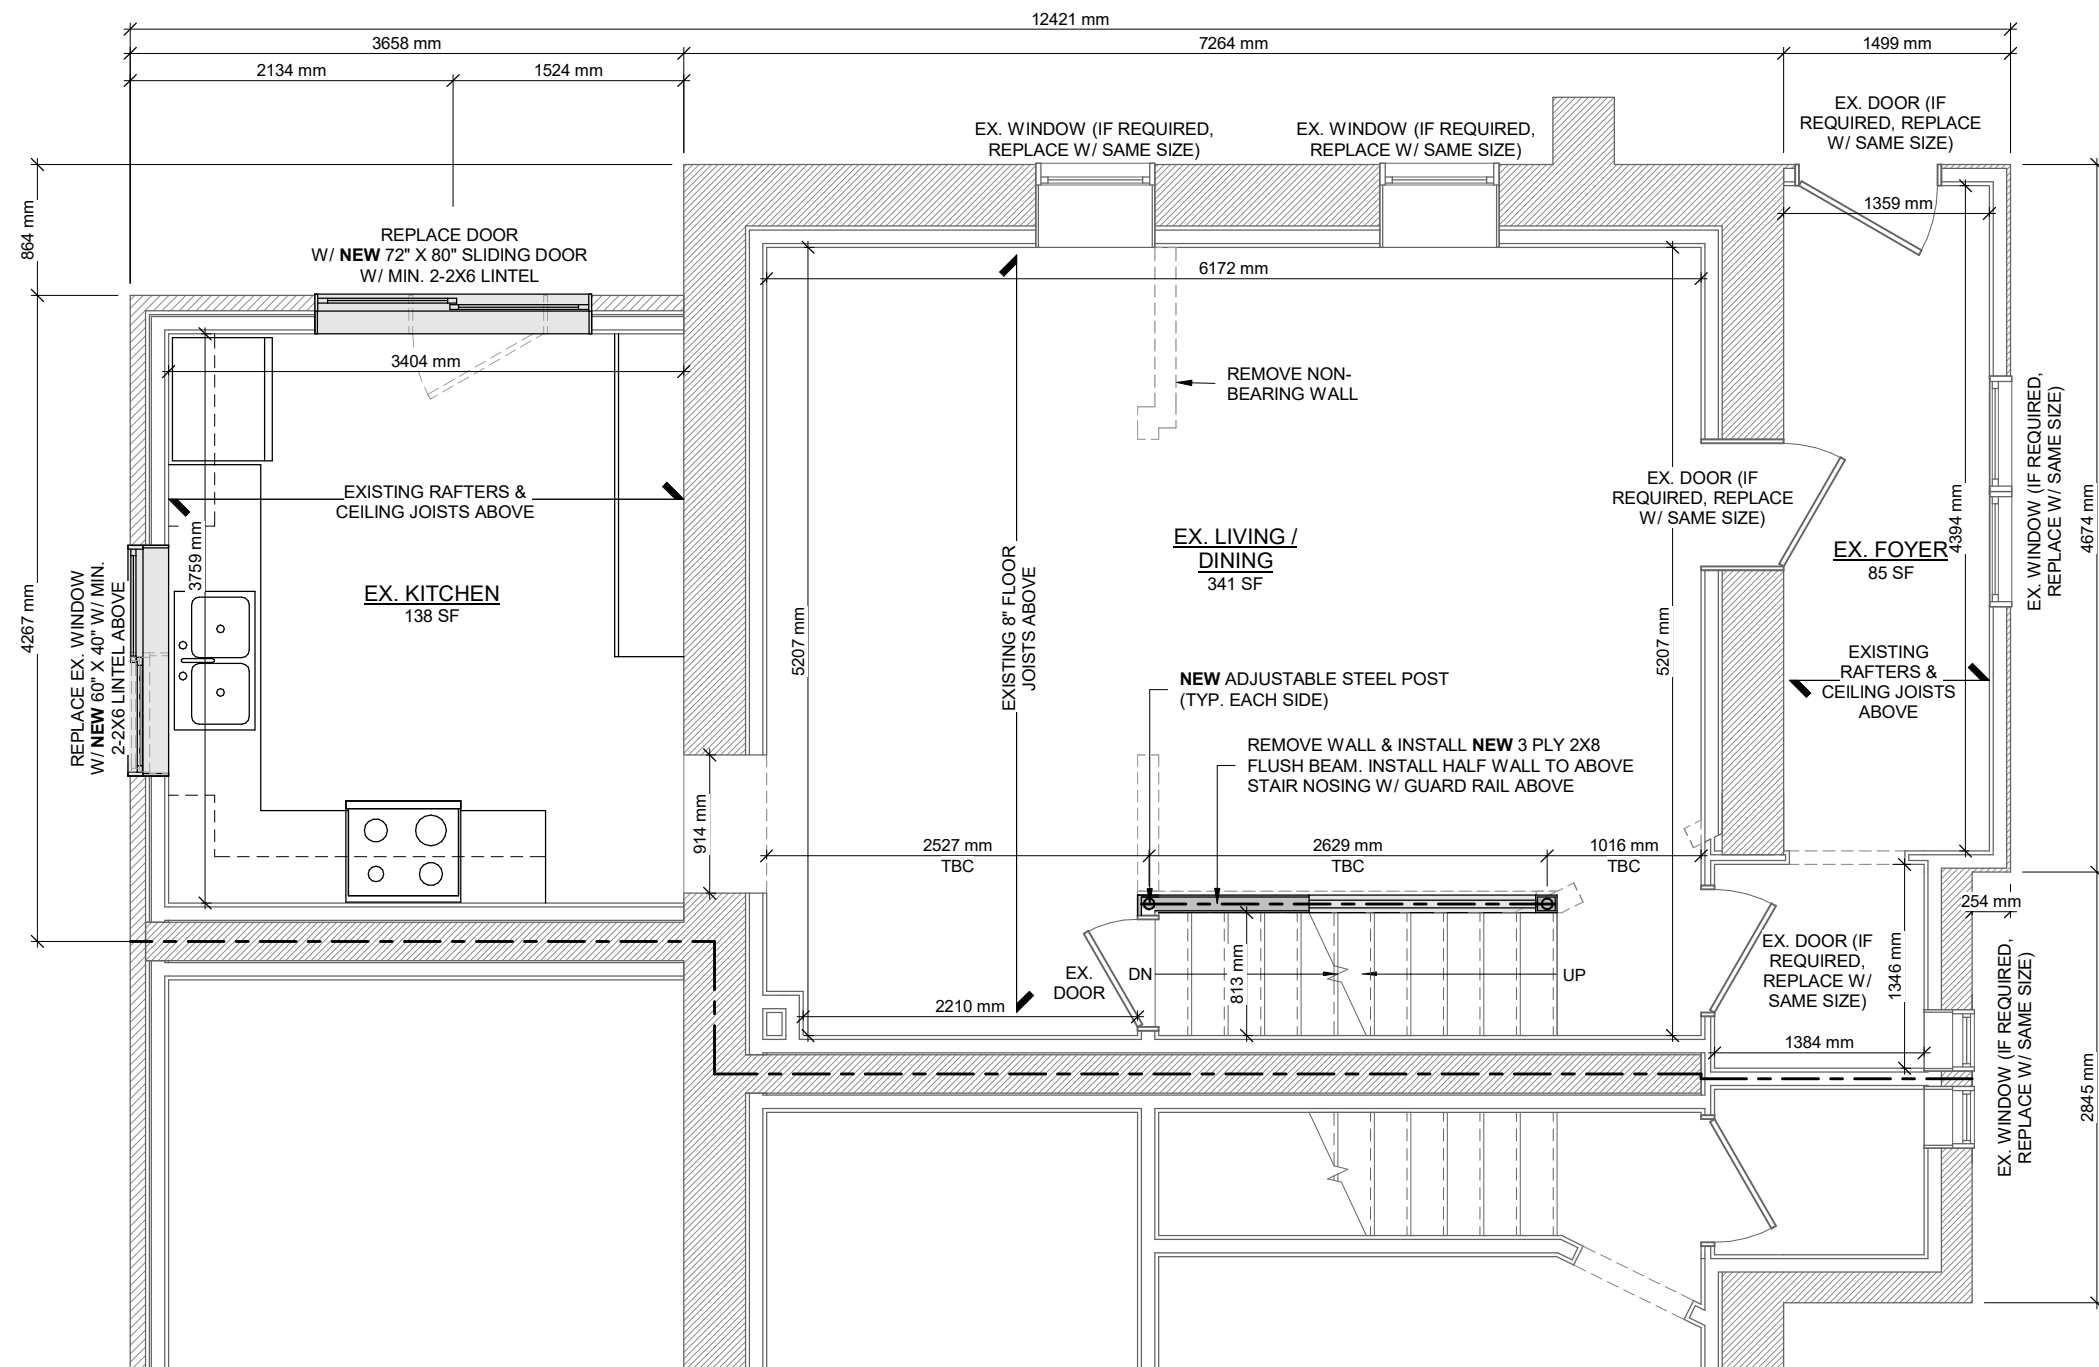 12421 mm
3658 mm
7264 mm
1499 mm
2134 mm
1524 mm
EX. WINDOW (IF REQUIRED,
REPLACE W/ SAME SIZE)
EX. WINDOW (IF REQUIRED,
REPLACE W/ SAME SIZE)
EX. DOOR (IF
REQUIRED, REPLACE
W/ SAME SIZE)
864 mm
REPLACE DOOR
W/ NEW 72" X 80" SLIDING DOOR
W/ MIN. 2-2X6 LINTEL
1359 mm
6172 mm
3404 mm
REMOVE NON-
BEARING WALL
EX. WINDOW (IF REQUIRED,
REPLACE W/ SAME SIZE)
EXISTING RAFTERS &
CEILING JOISTS ABOVE
EX. DOOR (IF
REQUIRED, REPLACE
W/ SAME SIZE)
4394 mm
4674 mm
3759 mm
EX. LIVING /
DINING
341 SF
EX. FOYER
85 SF
EX. KITCHEN
138 SF
4267 mm
REPLACE EX. WINDOW
W/ NEW 60" X 40" W/ MIN.
2-2X6 LINTEL ABOVE
EXISTING 8" FLOOR
JOISTS ABOVE
5207 mm
5207 mm
EXISTING
RAFTERS &
CEILING JOISTS
ABOVE
NEW ADJUSTABLE STEEL POST
(TYP. EACH SIDE)
REMOVE WALL & INSTALL NEW 3 PLY 2X8
FLUSH BEAM. INSTALL HALF WALL TO ABOVE
STAIR NOSING W/ GUARD RAIL ABOVE
914 mm
2527 mm
TBC
2629 mm
TBC
1016 mm
TBC
254 mm
EX.
DOOR
DN
813 mm
UP
EX. DOOR (IF
REQUIRED,
REPLACE W/
SAME SIZE)
1346 mm
2210 mm
1384 mm
EX. WINDOW (IF REQUIRED,
REPLACE W/ SAME SIZE)
2845 mm